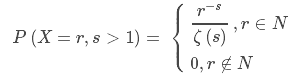 P (X = r, s > 1) = { r^{-s} / ζ (s) , r ∈ N
0, r ∉ N